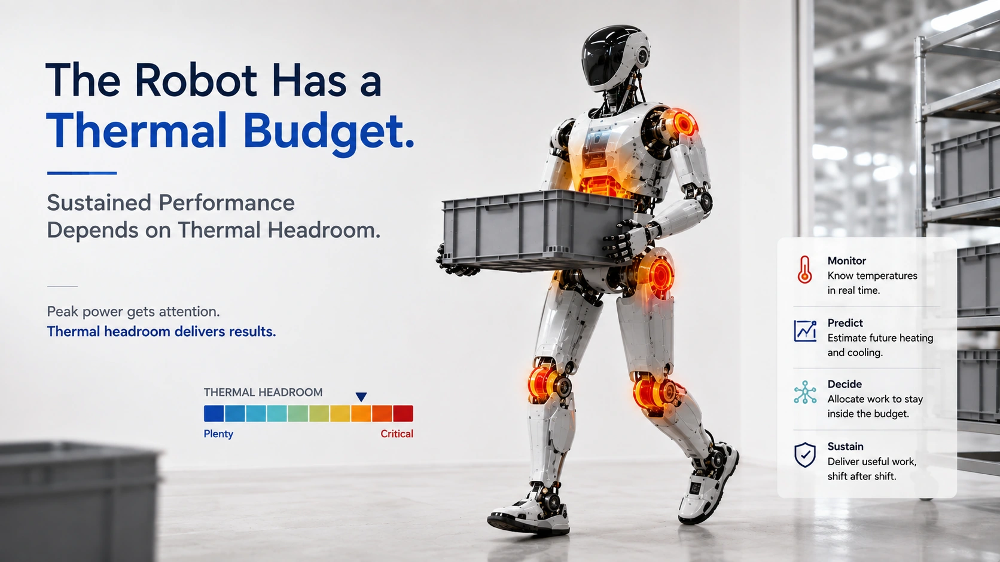 The Robot Has a
Thermal Budget.
Sustained Performance
Depends on Thermal Headroom.
Peak power gets attention.
Thermal headroom delivers results.
THERMAL HEADROOM
Plenty
Critical
Monitor
Know temperatures
in real time.
Predict
Estimate future heating
and cooling.
Decide
Allocate work to stay
inside the budget.
Sustain
Deliver useful work,
shift after shift.